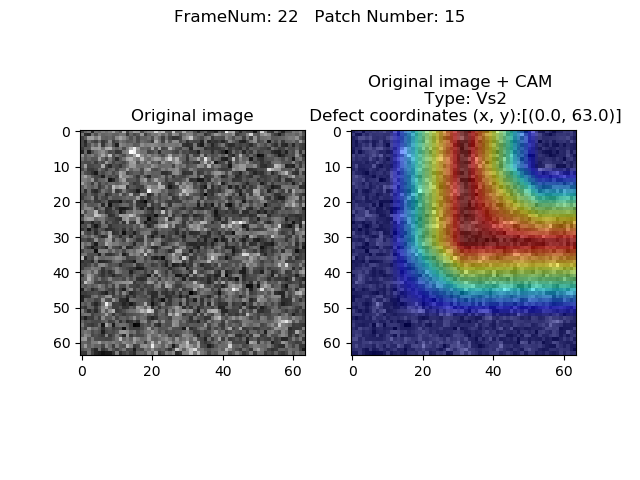 FrameNum: 22   Patch Number: 15
Original image
Original image + CAM
Type: Vs2
Defect coordinates (x, y):[(0.0, 63.0)]
0
10
20
30
40
50
60
0 20 40 60
0
10
20
30
40
50
60
0 20 40 60